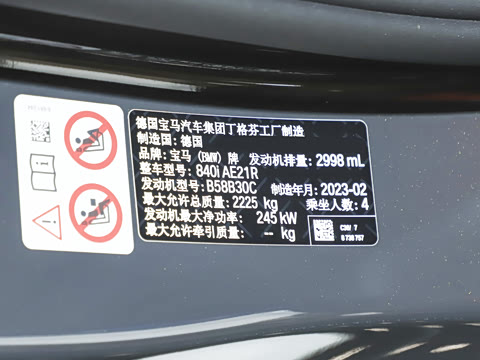 德国宝马汽车集团丁格芬工厂制造
制造国: 德国
品牌: 宝马 (BMW) 牌 发动机排量: 2998 mL
整车型号: 840i AE21R
发动机型号: B58B30C 制造年月: 2023-02
最大允许总质量: 2225 kg 乘坐人数: 4
发动机最大净功率: 245 kW
最大允许牵引质量: -- kg